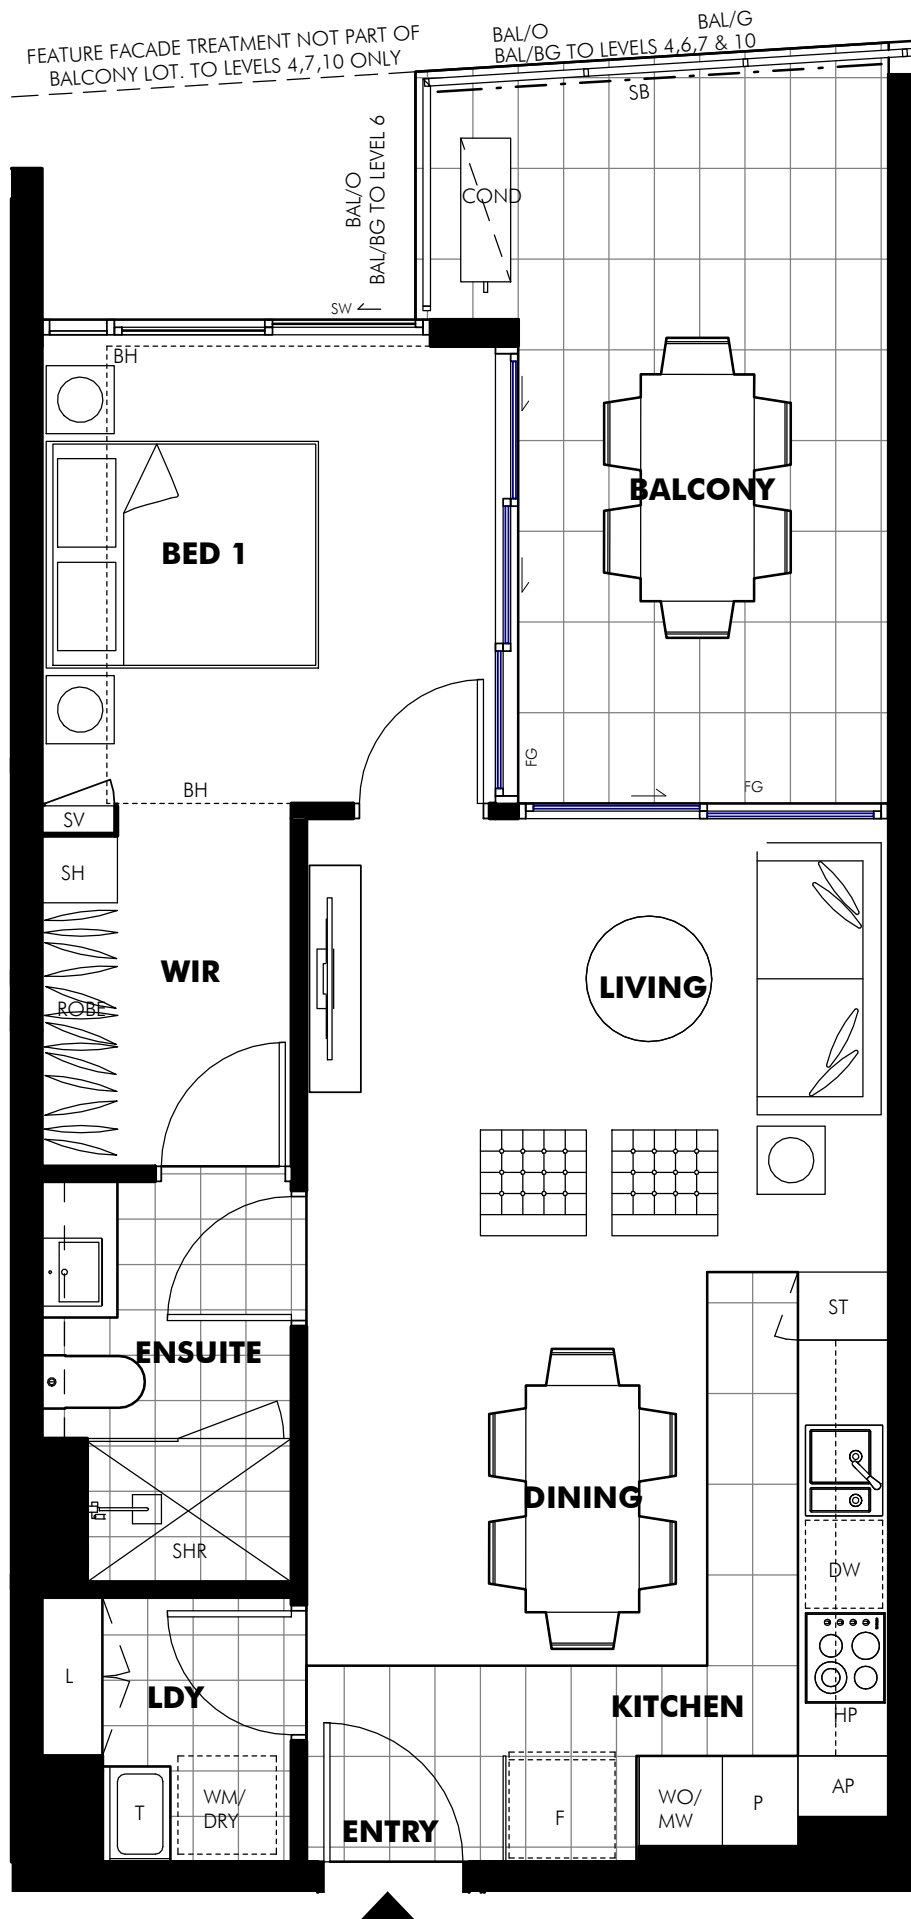 FEATURE FACADE TREATMENT NOT PART OF
BALCONY LOT. TO LEVELS 4,7,10 ONLY
BAL/O
BAL/G
BAL/BG TO LEVELS 4,6,7 & 10
SB
BAL/O
BAL/BG TO LEVEL 6
COND
SW
BH
BALCONY
BED 1
FG
FG
BH
SV
SH
WIR
LIVING
ROBE
ST
ENSUITE
DINING
SHR
DW
L
LDY
KITCHEN
HP
T
WM/
DRY
ENTRY
F
WO/
MW
P
AP